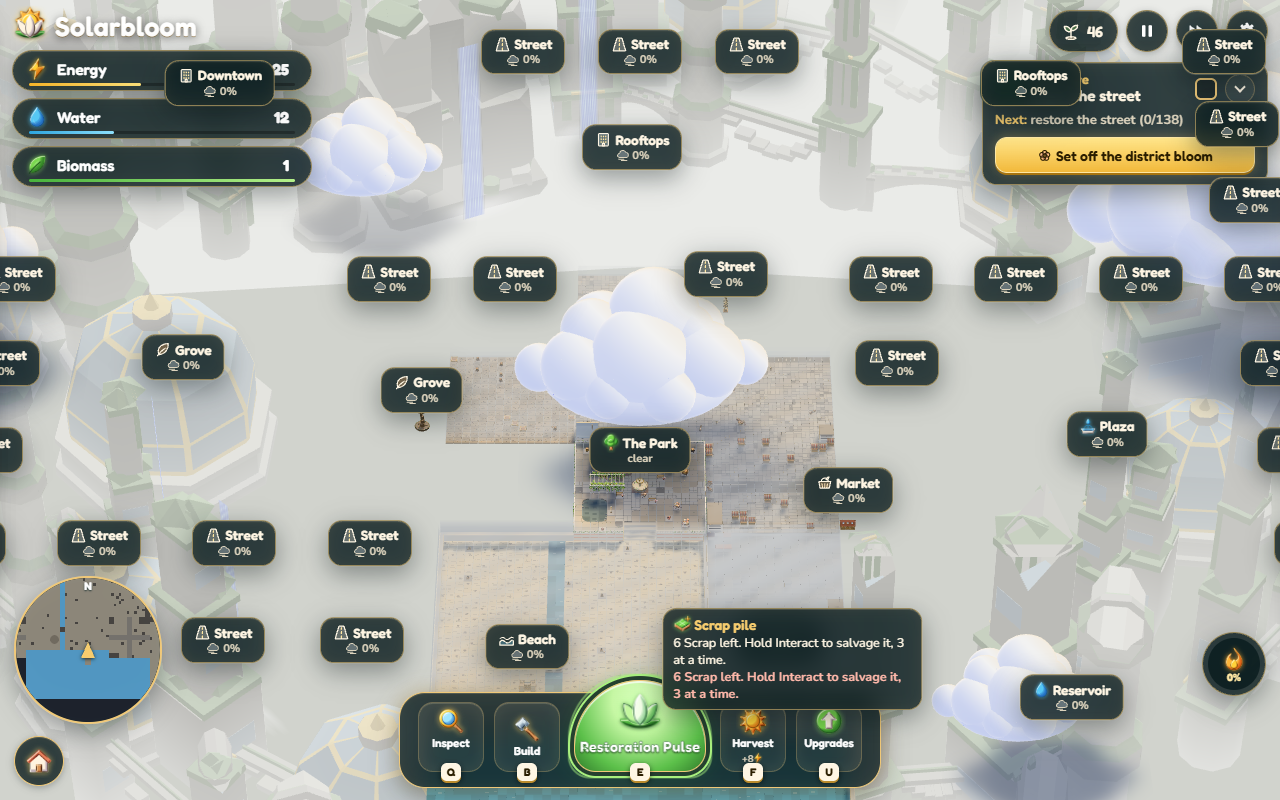 Solarbloom
Energy
25
Water
12
Biomass
1
Downtown
0%
Street
0%
Street
0%
Street
0%
Rooftops
0%
46
Street
0%
Rooftops
0%
he street
Next: restore the street (0/138)
Set off the district bloom
Street
0%
Street
0%
Street
0%
Street
0%
Street
0%
Street
0%
Street
0%
Street
0%
Street
0%
0%
Grove
0%
Grove
0%
Street
0%
0%
The Park
clear
Plaza
0%
Market
0%
Street
0%
Street
0%
Street
0%
N
Street
0%
Street
0%
Beach
0%
Scrap pile
6 Scrap left. Hold Interact to salvage it, 3
at a time.
6 Scrap left. Hold Interact to salvage it,
3 at a time.
0%
Reservoir
0%
Inspect
Q
Build
B
Restoration Pulse
E
Harvest
+8
F
Upgrades
U